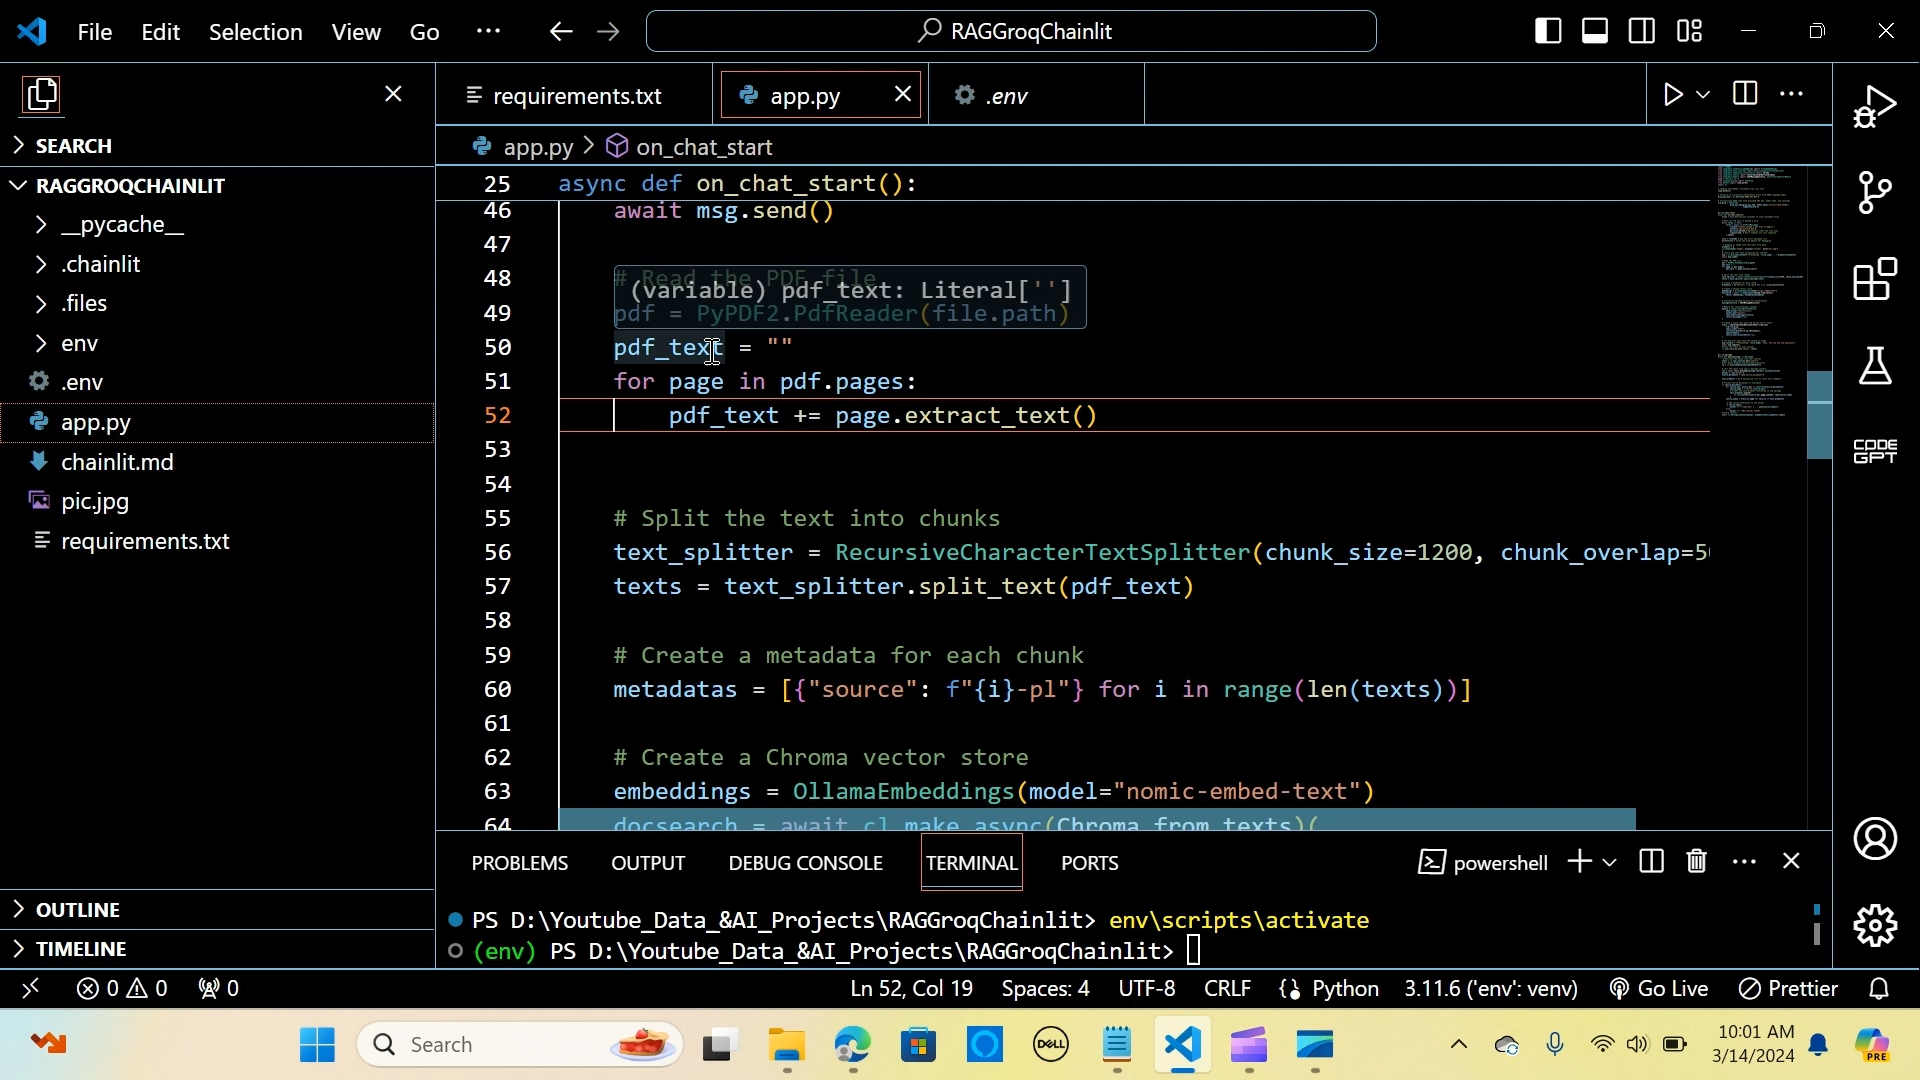 File Edit Selection View Go ··· RAGGroqChainlit
requirements.txt app.py .env
SEARCH
app.py > on_chat_start
RAGGROQCHAINLIT
__pycache__
.chainlit
.files
env
.env
app.py
chainlit.md
pic.jpg
requirements.txt
OUTLINE
TIMELINE
25 async def on_chat_start():
46 await msg.send()
47
48 # Read the PDF file
(variable) pdf_text: Literal['']
49 pdf = PyPDF2.PdfReader(file.path)
50 pdf_text = ""
51 for page in pdf.pages:
52 pdf_text += page.extract_text()
53
54
55 # Split the text into chunks
56 text_splitter = RecursiveCharacterTextSplitter(chunk_size=1200, chunk_overlap=5
57 texts = text_splitter.split_text(pdf_text)
58
59 # Create a metadata for each chunk
60 metadatas = [{"source": f"{i}-pl"} for i in range(len(texts))]
61
62 # Create a Chroma vector store
63 embeddings = OllamaEmbeddings(model="nomic-embed-text")
64 docsearch = await cl.make_async(Chroma.from_texts)(
CODE
GPT
PROBLEMS OUTPUT DEBUG CONSOLE TERMINAL PORTS powershell
PS D:\Youtube_Data_&AI_Projects\RAGGroqChainlit> env\scripts\activate
(env) PS D:\Youtube_Data_&AI_Projects\RAGGroqChainlit>
0 0 0 Ln 52, Col 19 Spaces: 4 UTF-8 CRLF Python 3.11.6 ('env': venv) Go Live Prettier
Search
DELL
10:01 AM
3/14/2024
PRE